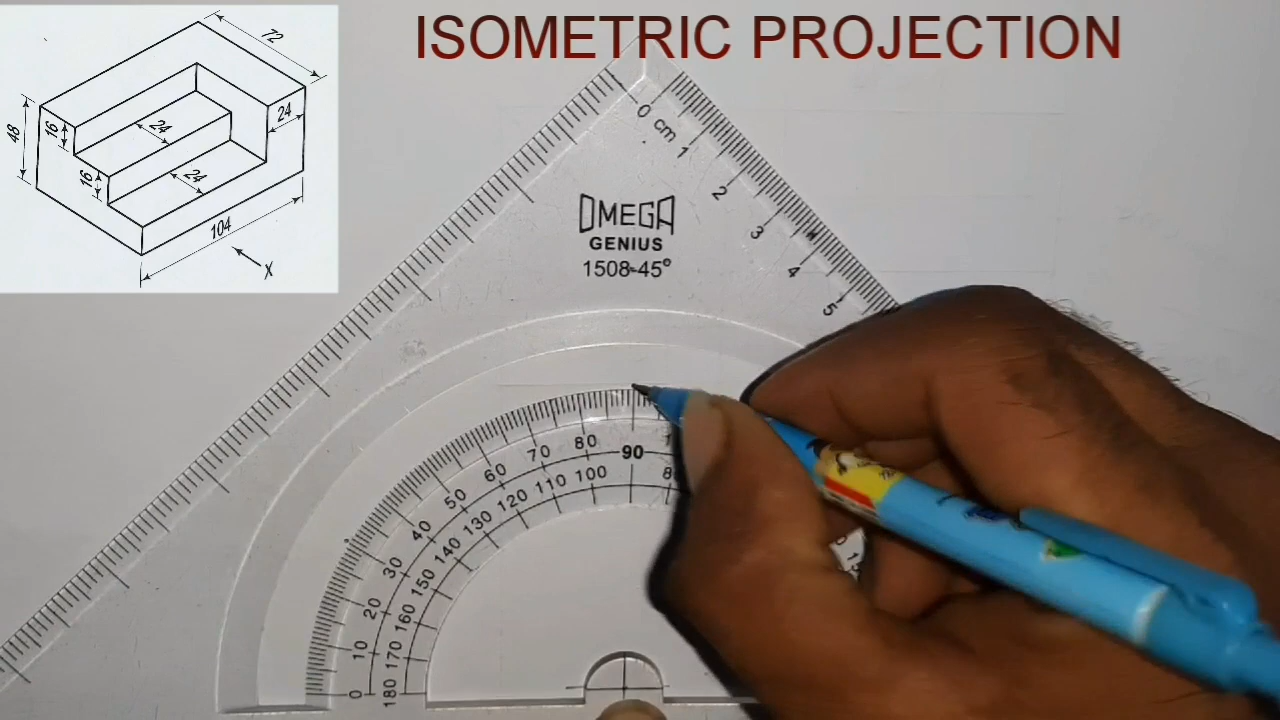 ISOMETRIC PROJECTION
72
48
16
24
24
16
24
104
X
0 cm 1 2 3 4 5
OMEGA
GENIUS
1508-45°
0 10 20 30 40 50 60 70 80 90
180 170 160 150 140 130 120 110 100